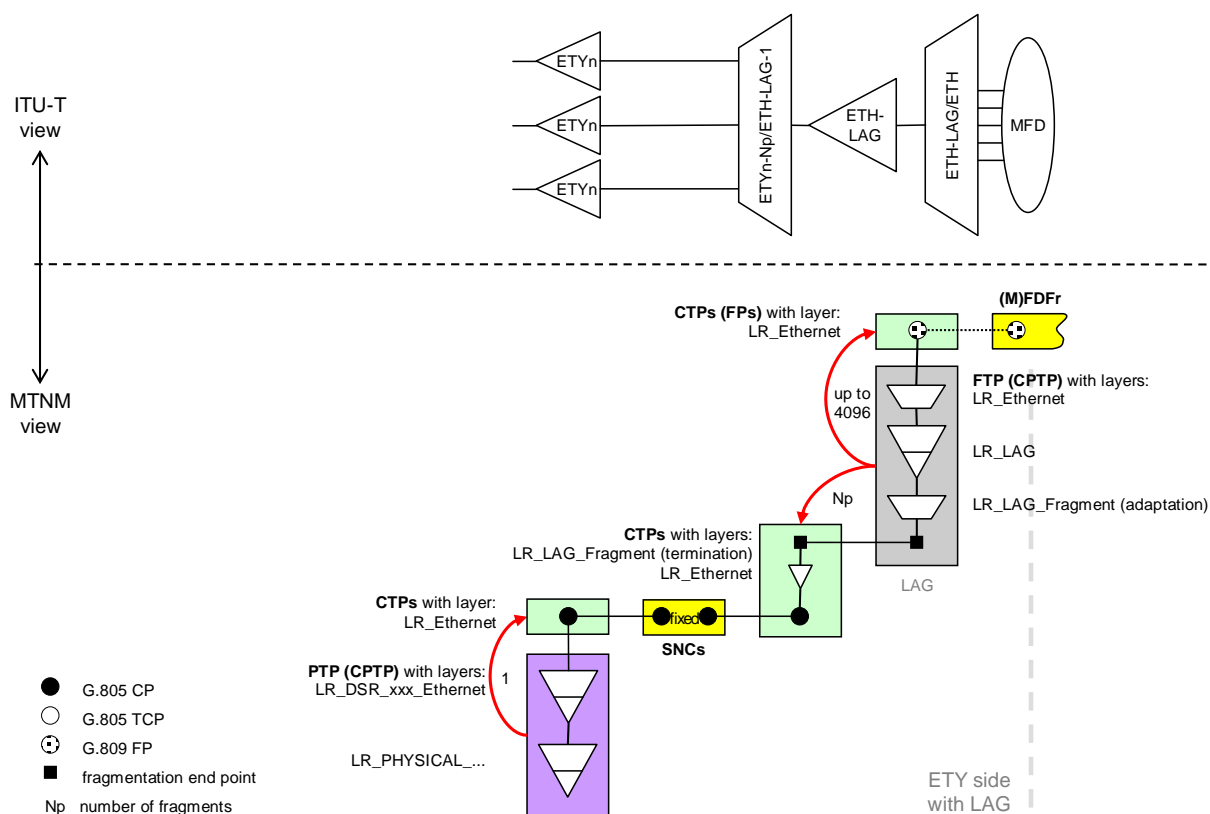 ITU-T
view
MTNM
view
ETYn
ETYn
ETYn
ETYn-Np/ETH-LAG-1
ETH-
LAG
ETH-LAG/ETH
MFD
(M)FDFr
CTPs (FPs) with layer:
LR_Ethernet
up to
4096
FTP (CPTP) with layers:
LR_Ethernet
LR_LAG
LR_LAG_Fragment (adaptation)
Np
CTPs with layers:
LR_LAG_Fragment (termination)
LR_Ethernet
LAG
CTPs with layer:
LR_Ethernet
fixed
SNCs
PTP (CPTP) with layers:
LR_DSR_xxx_Ethernet
1
LR_PHYSICAL_...
G.805 CP
G.805 TCP
G.809 FP
fragmentation end point
Np number of fragments
ETY side
with LAG